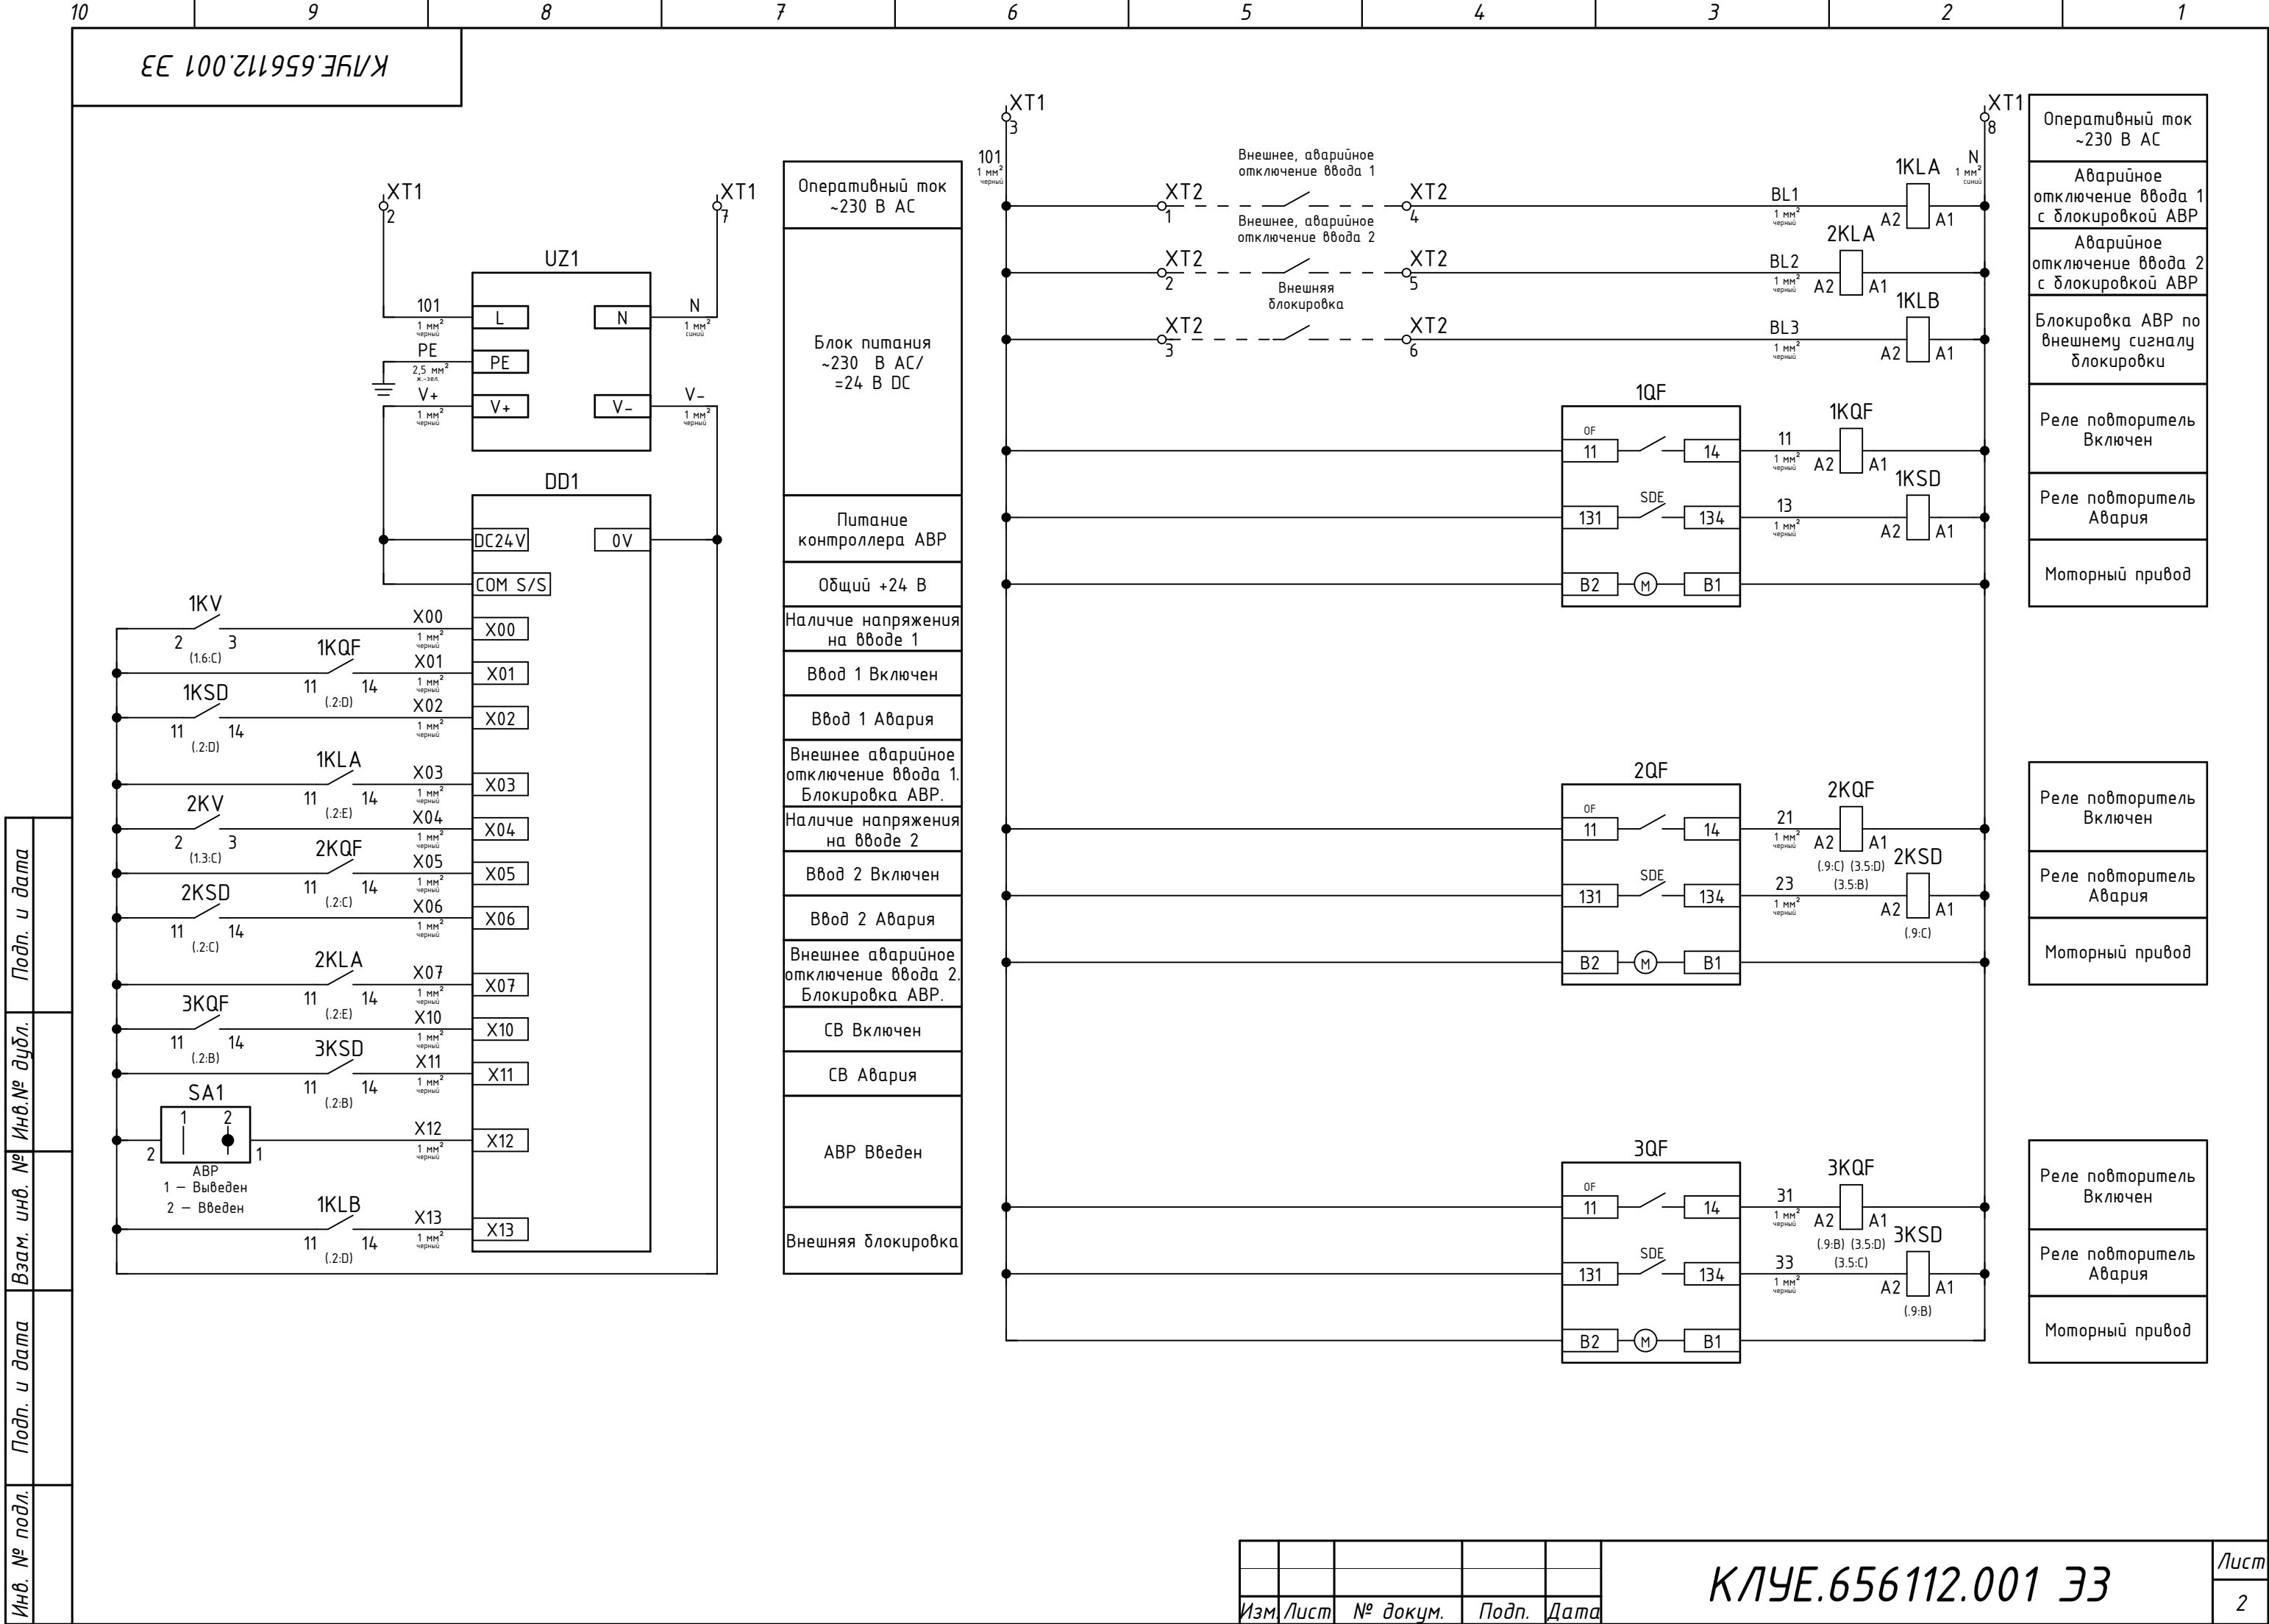 10 9 8 7 6 5 4 3 2 1
КЛУЕ.656112.001 Э3
XT1
2
XT1
7
UZ1
101
1 мм²
черный
L
N
N
1 мм²
синий
PE
2,5 мм²
ж.-зел.
PE
V+
1 мм²
черный
V+
V-
V-
1 мм²
черный
DD1
DC24V
0V
COM S/S
1KV
2 3
(1.6:C)
X00
1 мм²
черный
X00
1KQF
11 14
(.2:D)
X01
1 мм²
черный
X01
1KSD
11 14
(.2:D)
X02
1 мм²
черный
X02
1KLA
11 14
(.2:E)
X03
1 мм²
черный
X03
2KV
2 3
(1.3:C)
X04
1 мм²
черный
X04
2KQF
11 14
(.2:C)
X05
1 мм²
черный
X05
2KSD
11 14
(.2:C)
X06
1 мм²
черный
X06
2KLA
11 14
(.2:E)
X07
1 мм²
черный
X07
3KQF
11 14
(.2:B)
X10
1 мм²
черный
X10
3KSD
11 14
(.2:B)
X11
1 мм²
черный
X11
SA1
1 2
2 1
АВР
1 – Выведен
2 – Введен
X12
1 мм²
черный
X12
1KLB
11 14
(.2:D)
X13
1 мм²
черный
X13
Оперативный ток
~230 В АС
Блок питания
~230 В АС/
=24 В DC
Питание
контроллера АВР
Общий +24 В
Наличие напряжения
на вводе 1
Ввод 1 Включен
Ввод 1 Авария
Внешнее аварийное
отключение ввода 1.
Блокировка АВР.
Наличие напряжения
на вводе 2
Ввод 2 Включен
Ввод 2 Авария
Внешнее аварийное
отключение ввода 2.
Блокировка АВР.
СВ Включен
СВ Авария
АВР Введен
Внешняя блокировка
XT1
3
101
1 мм²
черный
XT1
8
N
1 мм²
синий
Внешнее, аварийное
отключение ввода 1
XT2
1
XT2
4
BL1
1 мм²
черный
1KLA
A2 A1
Внешнее, аварийное
отключение ввода 2
XT2
2
XT2
5
BL2
1 мм²
черный
2KLA
A2 A1
Внешняя
блокировка
XT2
3
XT2
6
BL3
1 мм²
черный
1KLB
A2 A1
1QF
OF
11 14
11
1 мм²
черный
1KQF
A2 A1
SDE
131 134
13
1 мм²
черный
1KSD
A2 A1
B2 M B1
2QF
OF
11 14
21
1 мм²
черный
2KQF
A2 A1
(.9:C) (3.5:D)
(3.5:B)
SDE
131 134
23
1 мм²
черный
2KSD
A2 A1
(.9:C)
B2 M B1
3QF
OF
11 14
31
1 мм²
черный
3KQF
A2 A1
(.9:B) (3.5:D)
(3.5:C)
SDE
131 134
33
1 мм²
черный
3KSD
A2 A1
(.9:B)
B2 M B1
Оперативный ток
~230 В АС
Аварийное
отключение ввода 1
с блокировкой АВР
Аварийное
отключение ввода 2
с блокировкой АВР
Блокировка АВР по
внешнему сигналу
блокировки
Реле повторитель
Включен
Реле повторитель
Авария
Моторный привод
Реле повторитель
Включен
Реле повторитель
Авария
Моторный привод
Реле повторитель
Включен
Реле повторитель
Авария
Моторный привод
Подп. и дата
Инв.№ дубл.
Взам. инв. №
Подп. и дата
Инв. № подл.
Изм. Лист № докум. Подп. Дата
КЛУЕ.656112.001 Э3
Лист
2